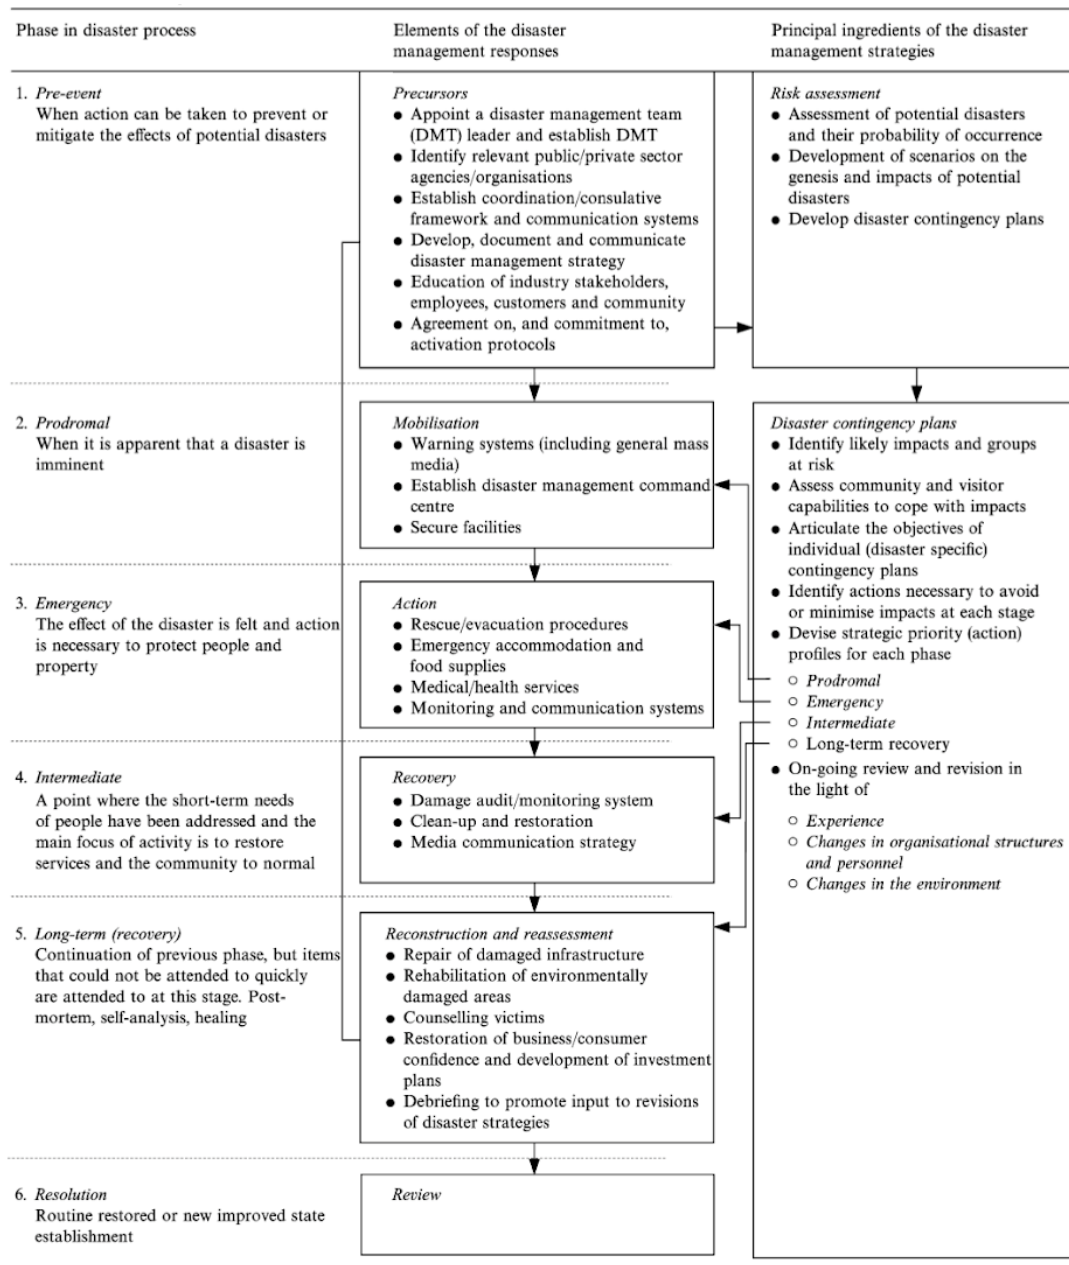 Phase in disaster process
Elements of the disaster
management responses
Principal ingredients of the disaster
management strategies
1. Pre-event
When action can be taken to prevent or
mitigate the effects of potential disasters
Precursors
● Appoint a disaster management team
(DMT) leader and establish DMT
● Identify relevant public/private sector
agencies/organisations
● Establish coordination/consulative
framework and communication systems
● Develop, document and communicate
disaster management strategy
● Education of industry stakeholders,
employees, customers and community
● Agreement on, and commitment to,
activation protocols
Risk assessment
● Assessment of potential disasters
and their probability of occurrence
● Development of scenarios on the
genesis and impacts of potential
disasters
● Develop disaster contingency plans
2. Prodromal
When it is apparent that a disaster is
imminent
Mobilisation
● Warning systems (including general mass
media)
● Establish disaster management command
centre
● Secure facilities
Disaster contingency plans
● Identify likely impacts and groups
at risk
● Assess community and visitor
capabilities to cope with impacts
● Articulate the objectives of
individual (disaster specific)
contingency plans
● Identify actions necessary to avoid
or minimise impacts at each stage
● Devise strategic priority (action)
profiles for each phase
○ Prodromal
○ Emergency
○ Intermediate
○ Long-term recovery
● On-going review and revision in
the light of
○ Experience
○ Changes in organisational structures
and personnel
○ Changes in the environment
3. Emergency
The effect of the disaster is felt and action
is necessary to protect people and
property
Action
● Rescue/evacuation procedures
● Emergency accommodation and
food supplies
● Medical/health services
● Monitoring and communication systems
4. Intermediate
A point where the short-term needs
of people have been addressed and the
main focus of activity is to restore
services and the community to normal
Recovery
● Damage audit/monitoring system
● Clean-up and restoration
● Media communication strategy
5. Long-term (recovery)
Continuation of previous phase, but items
that could not be attended to quickly
are attended to at this stage. Post-
mortem, self-analysis, healing
Reconstruction and reassessment
● Repair of damaged infrastructure
● Rehabilitation of environmentally
damaged areas
● Counselling victims
● Restoration of business/consumer
confidence and development of investment
plans
● Debriefing to promote input to revisions
of disaster strategies
6. Resolution
Routine restored or new improved state
establishment
Review